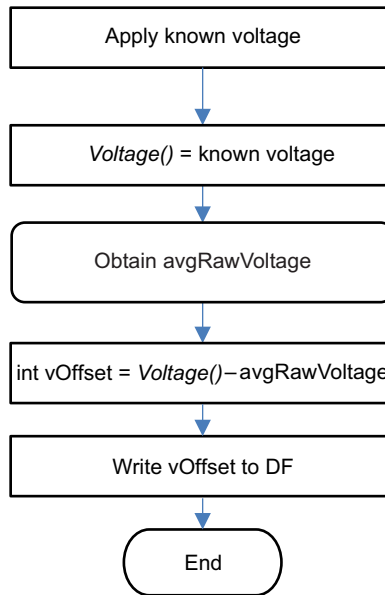 Apply known voltage
Voltage() = known voltage
Obtain avgRawVoltage
int vOffset = Voltage()–avgRawVoltage
Write vOffset to DF
End